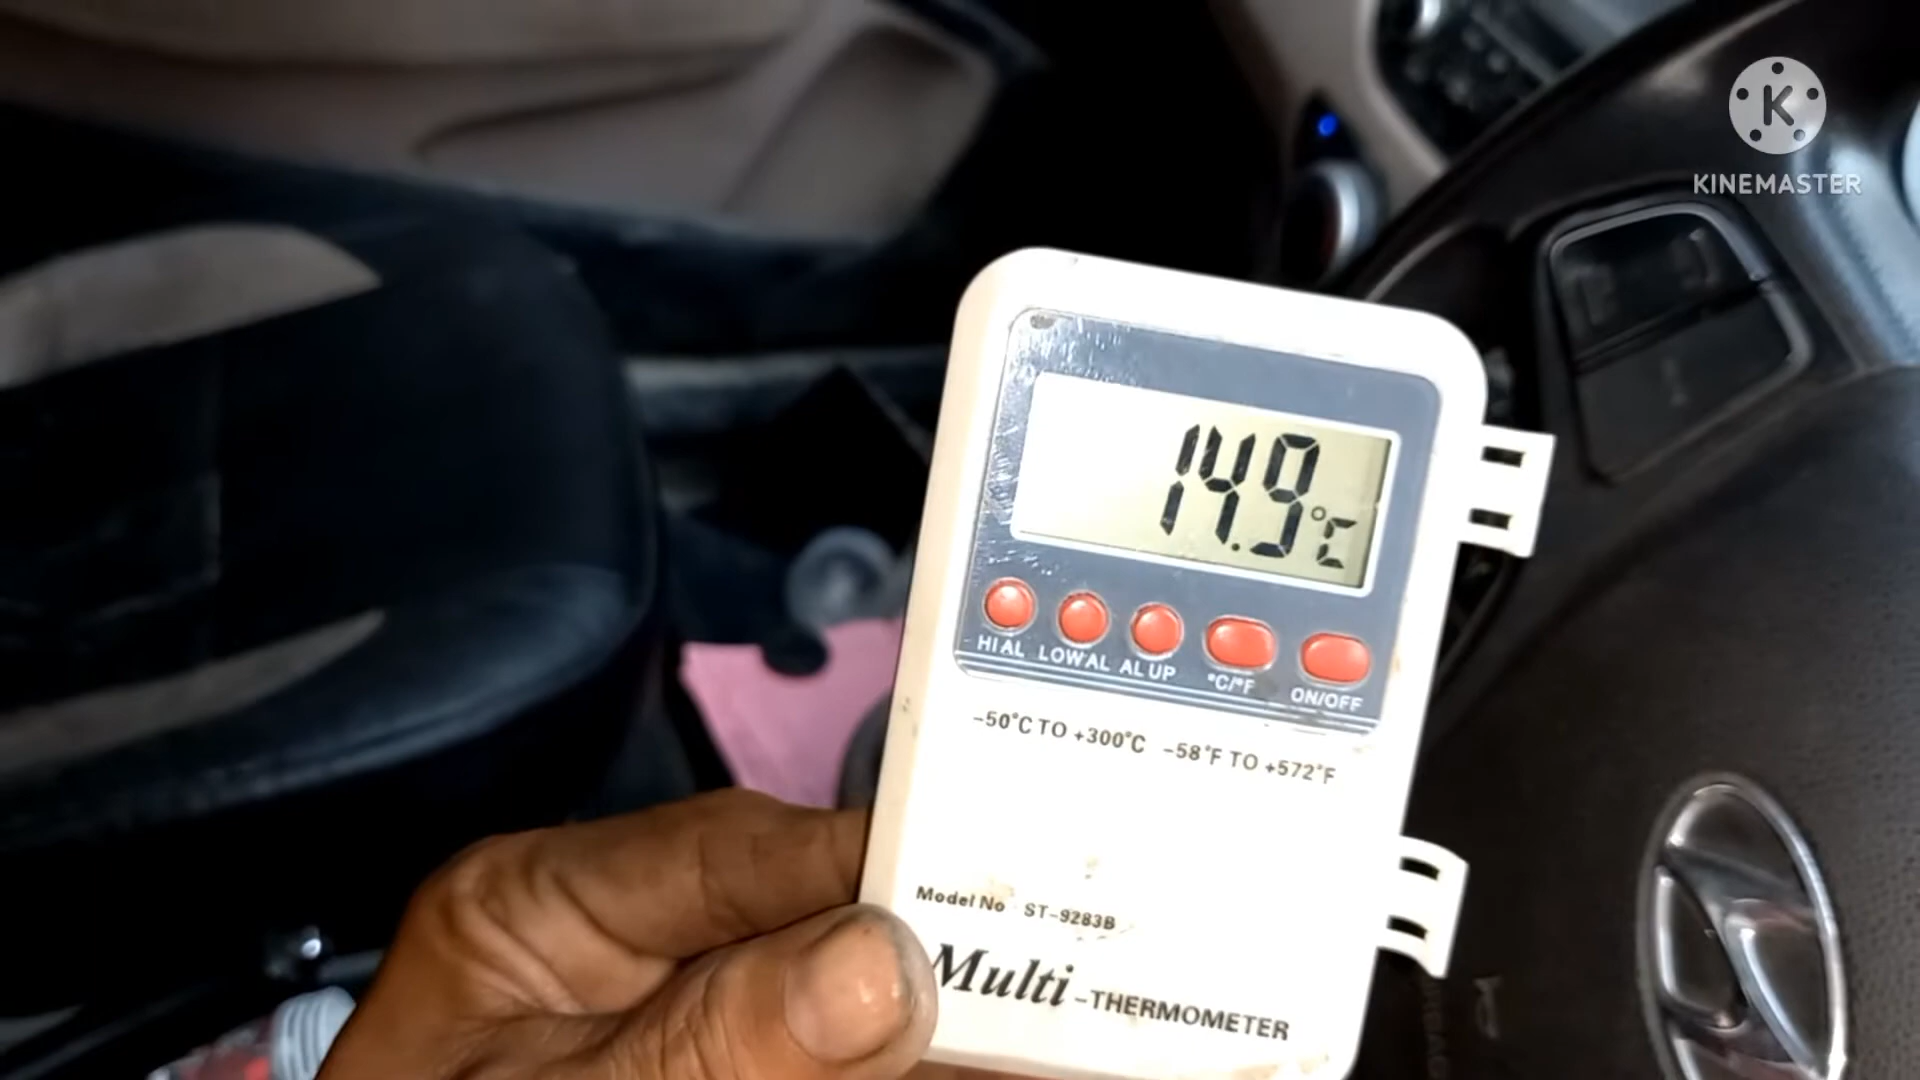 KINEMASTER
14.9°C
HI AL LOW AL AL UP °C/°F ON/OFF
-50°C TO +300°C -58°F TO +572°F
Model No ST-9283B
Multi-THERMOMETER